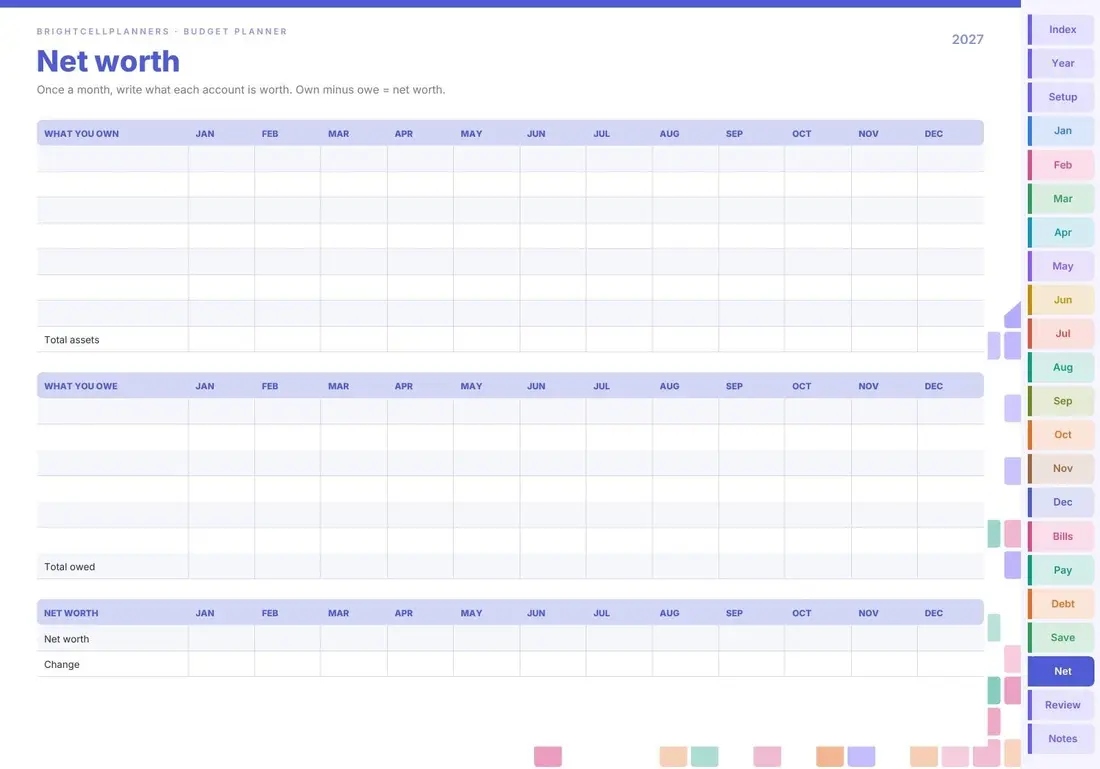 BRIGHTCELLPLANNERS · BUDGET PLANNER
Net worth
2027
Once a month, write what each account is worth. Own minus owe = net worth.
WHAT YOU OWN JAN FEB MAR APR MAY JUN JUL AUG SEP OCT NOV DEC
Total assets
WHAT YOU OWE JAN FEB MAR APR MAY JUN JUL AUG SEP OCT NOV DEC
Total owed
NET WORTH JAN FEB MAR APR MAY JUN JUL AUG SEP OCT NOV DEC
Net worth
Change
Index
Year
Setup
Jan
Feb
Mar
Apr
May
Jun
Jul
Aug
Sep
Oct
Nov
Dec
Bills
Pay
Debt
Save
Net
Review
Notes